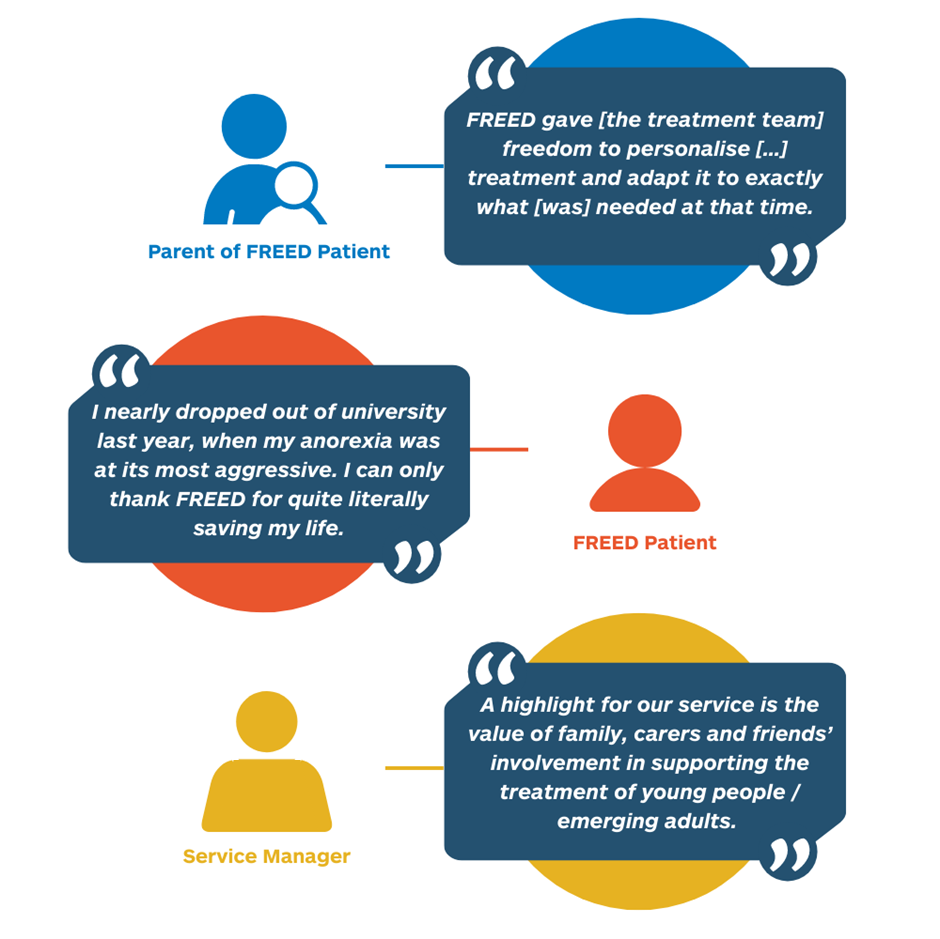 “
FREED gave [the treatment team]
freedom to personalise [...]
treatment and adapt it to exactly
what [was] needed at that time.
”
Parent of FREED Patient
“
I nearly dropped out of university
last year, when my anorexia was
at its most aggressive. I can only
thank FREED for quite literally
saving my life.
”
FREED Patient
“
A highlight for our service is the
value of family, carers and friends’
involvement in supporting the
treatment of young people /
emerging adults.
”
Service Manager